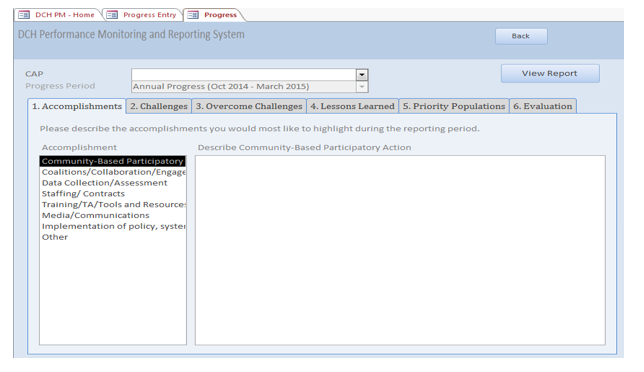 DCH PM - Home Progress Entry Progress
DCH Performance Monitoring and Reporting System
Back
CAP
View Report
Progress Period Annual Progress (Oct 2014 - March 2015)
1. Accomplishments 2. Challenges 3. Overcome Challenges 4. Lessons Learned 5. Priority Populations 6. Evaluation
Please describe the accomplishments you would most like to highlight during the reporting period.
Accomplishment Describe Community-Based Participatory Action
Community-Based Participatory
Coalitions/Collaboration/Engage
Data Collection/Assessment
Staffing/ Contracts
Training/TA/Tools and Resources
Media/Communications
Implementation of policy, system
Other